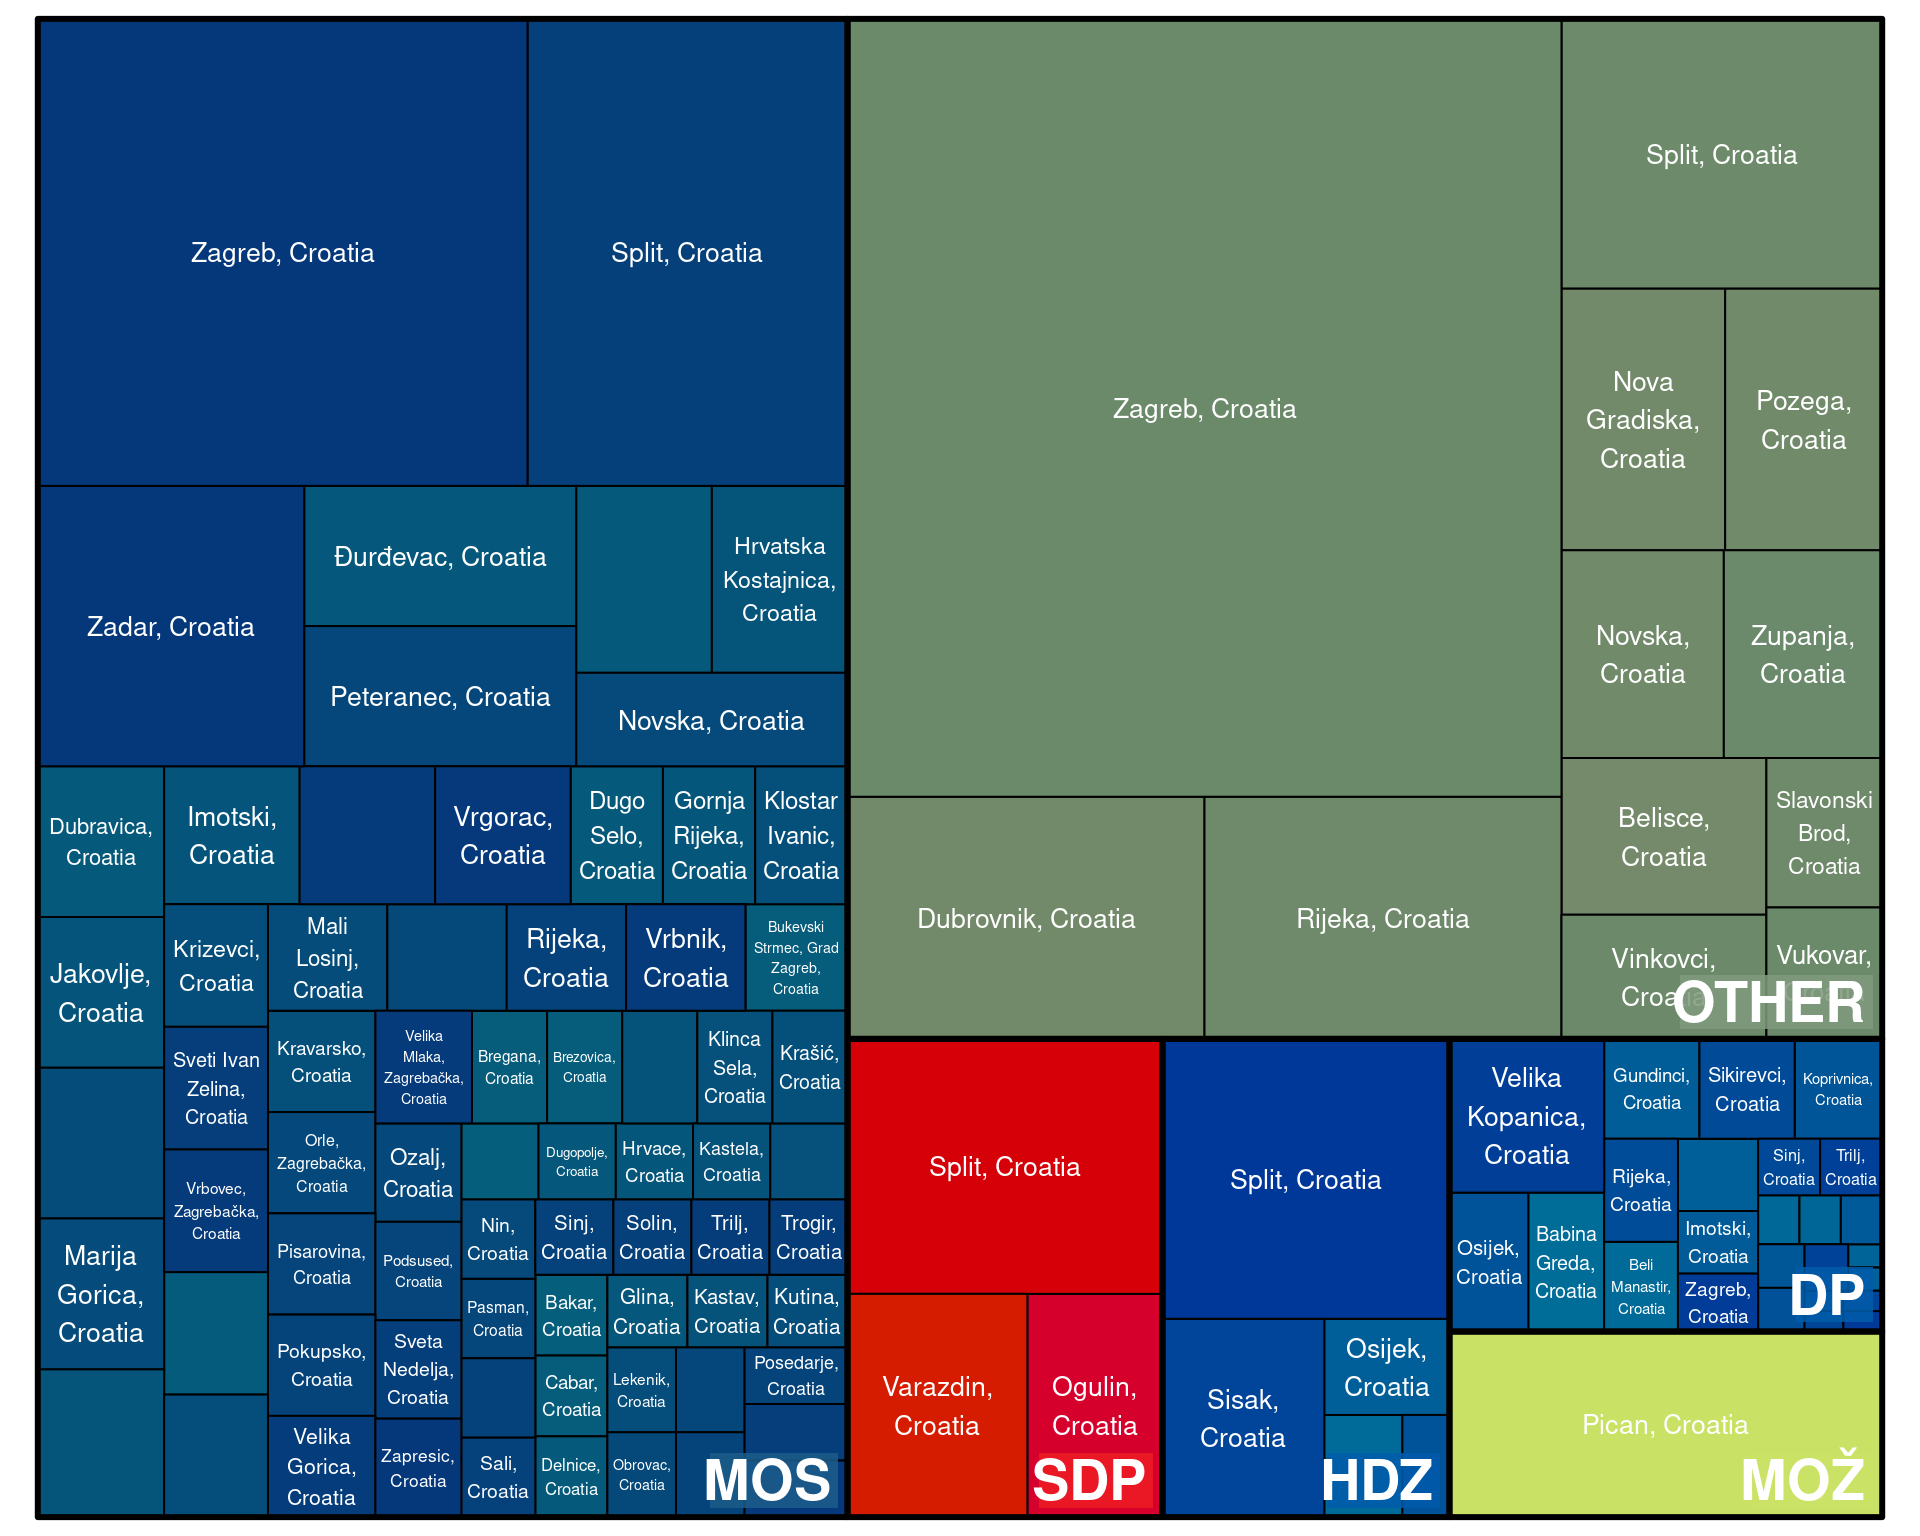 Zagreb, Croatia
Split, Croatia
Zadar, Croatia
Đurđevac, Croatia
Peteranec, Croatia
Hrvatska
Kostajnica,
Croatia
Novska, Croatia
Dubravica,
Croatia
Imotski,
Croatia
Vrgorac,
Croatia
Dugo
Selo,
Croatia
Gornja
Rijeka,
Croatia
Klostar
Ivanic,
Croatia
Jakovlje,
Croatia
Krizevci,
Croatia
Mali
Losinj,
Croatia
Rijeka,
Croatia
Vrbnik,
Croatia
Bukevski
Strmec, Grad
Zagreb,
Croatia
Sveti Ivan
Zelina,
Croatia
Kravarsko,
Croatia
Velika
Mlaka,
Zagrebačka,
Croatia
Bregana,
Croatia
Brezovica,
Croatia
Klinca
Sela,
Croatia
Krašić,
Croatia
Vrbovec,
Zagrebačka,
Croatia
Orle,
Zagrebačka,
Croatia
Ozalj,
Croatia
Dugopolje,
Croatia
Hrvace,
Croatia
Kastela,
Croatia
Marija
Gorica,
Croatia
Pisarovina,
Croatia
Podsused,
Croatia
Nin,
Croatia
Sinj,
Croatia
Solin,
Croatia
Trilj,
Croatia
Trogir,
Croatia
Pasman,
Croatia
Bakar,
Croatia
Glina,
Croatia
Kastav,
Croatia
Kutina,
Croatia
Pokupsko,
Croatia
Sveta
Nedelja,
Croatia
Cabar,
Croatia
Lekenik,
Croatia
Posedarje,
Croatia
Velika
Gorica,
Croatia
Zapresic,
Croatia
Sali,
Croatia
Delnice,
Croatia
Obrovac,
Croatia
MOS
Zagreb, Croatia
Split, Croatia
Nova
Gradiska,
Croatia
Pozega,
Croatia
Novska,
Croatia
Zupanja,
Croatia
Dubrovnik, Croatia
Rijeka, Croatia
Belisce,
Croatia
Slavonski
Brod,
Croatia
Vinkovci,
Croatia
Vukovar,
OTHER
Split, Croatia
Varazdin,
Croatia
Ogulin,
Croatia
SDP
Split, Croatia
Sisak,
Croatia
Osijek,
Croatia
HDZ
Velika
Kopanica,
Croatia
Gundinci,
Croatia
Sikirevci,
Croatia
Koprivnica,
Croatia
Osijek,
Croatia
Babina
Greda,
Croatia
Rijeka,
Croatia
Beli
Manastir,
Croatia
Imotski,
Croatia
Zagreb,
Croatia
Sinj,
Croatia
Trilj,
Croatia
DP
Pican, Croatia
MOŽ